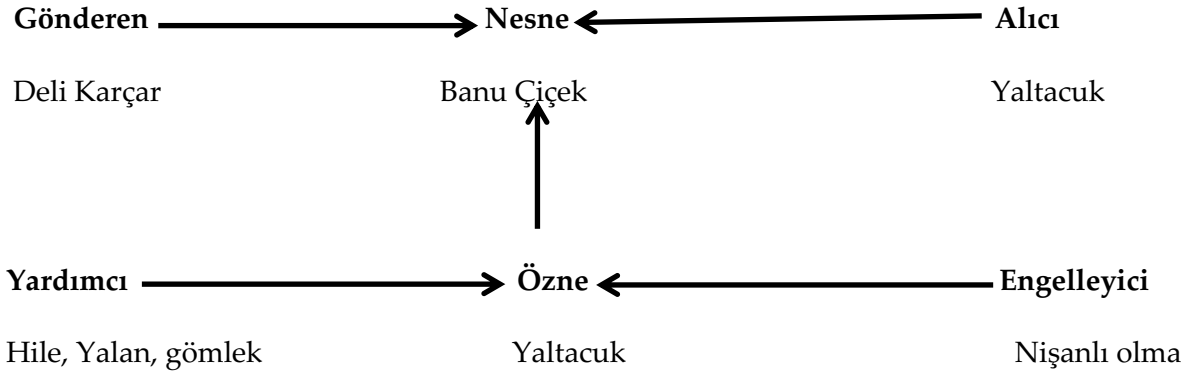 Gönderen Nesne Alıcı
Deli Karçar Banu Çiçek Yaltacuk
Yardımcı Özne Engelleyici
Hile, Yalan, gömlek Yaltacuk Nişanlı olma